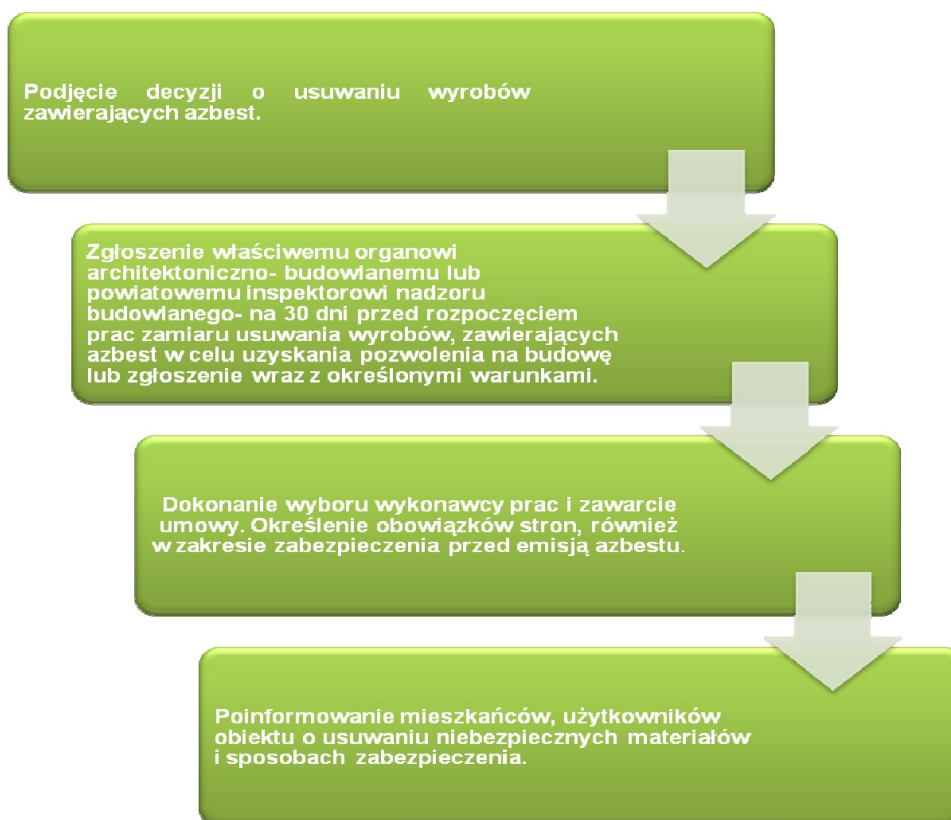 Podjęcie decyzji o usuwaniu wyrobów
zawierających azbest.
Zgłoszenie właściwemu organowi
architektoniczno- budowlanemu lub
powiatowemu inspektorowi nadzoru
budowlanego- na 30 dni przed rozpoczęciem
prac zamiaru usuwania wyrobów, zawierających
azbest w celu uzyskania pozwolenia na budowę
lub zgłoszenie wraz z określonymi warunkami.
Dokonanie wyboru wykonawcy prac i zawarcie
umowy. Określenie obowiązków stron, również
w zakresie zabezpieczenia przed emisją azbestu.
Poinformowanie mieszkańców, użytkowników
obiektu o usuwaniu niebezpiecznych materiałów
i sposobach zabezpieczenia.